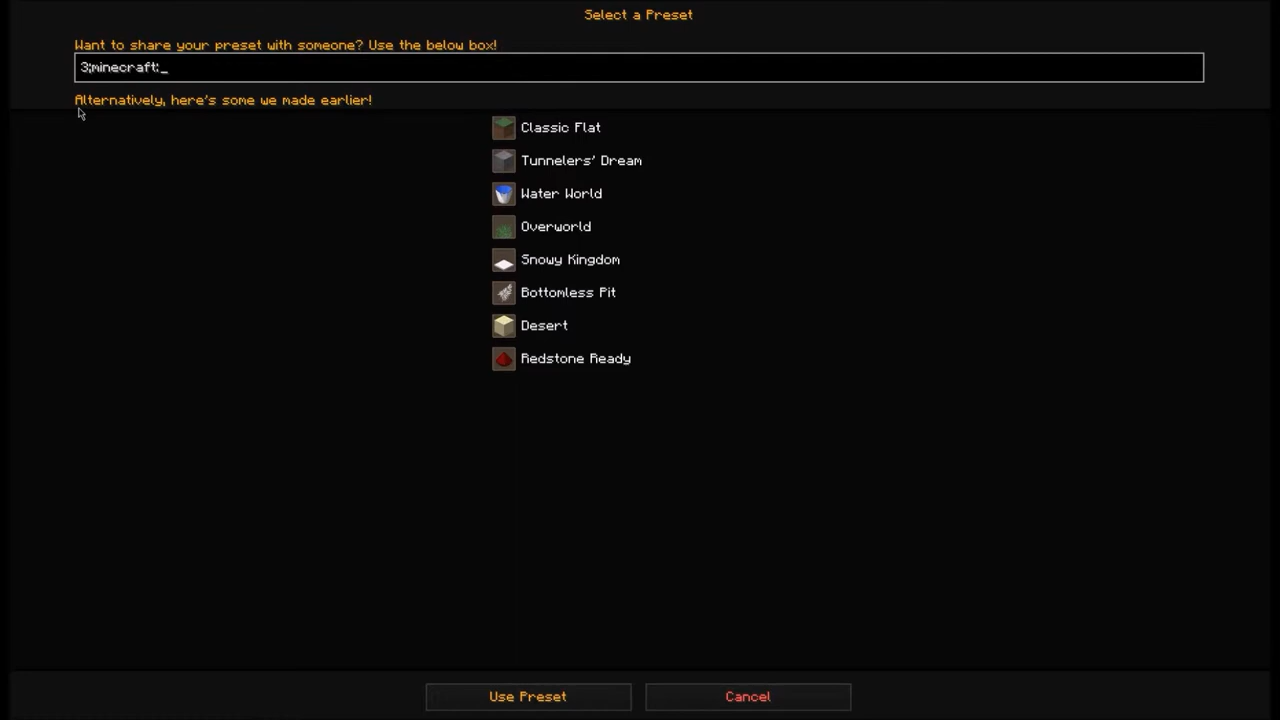 Select a Preset
Want to share your preset with someone? Use the below box!
3;minecraft:_
Alternatively, here's some we made earlier!
Classic Flat
Tunnelers' Dream
Water World
Overworld
Snowy Kingdom
Bottomless Pit
Desert
Redstone Ready
Use Preset
Cancel